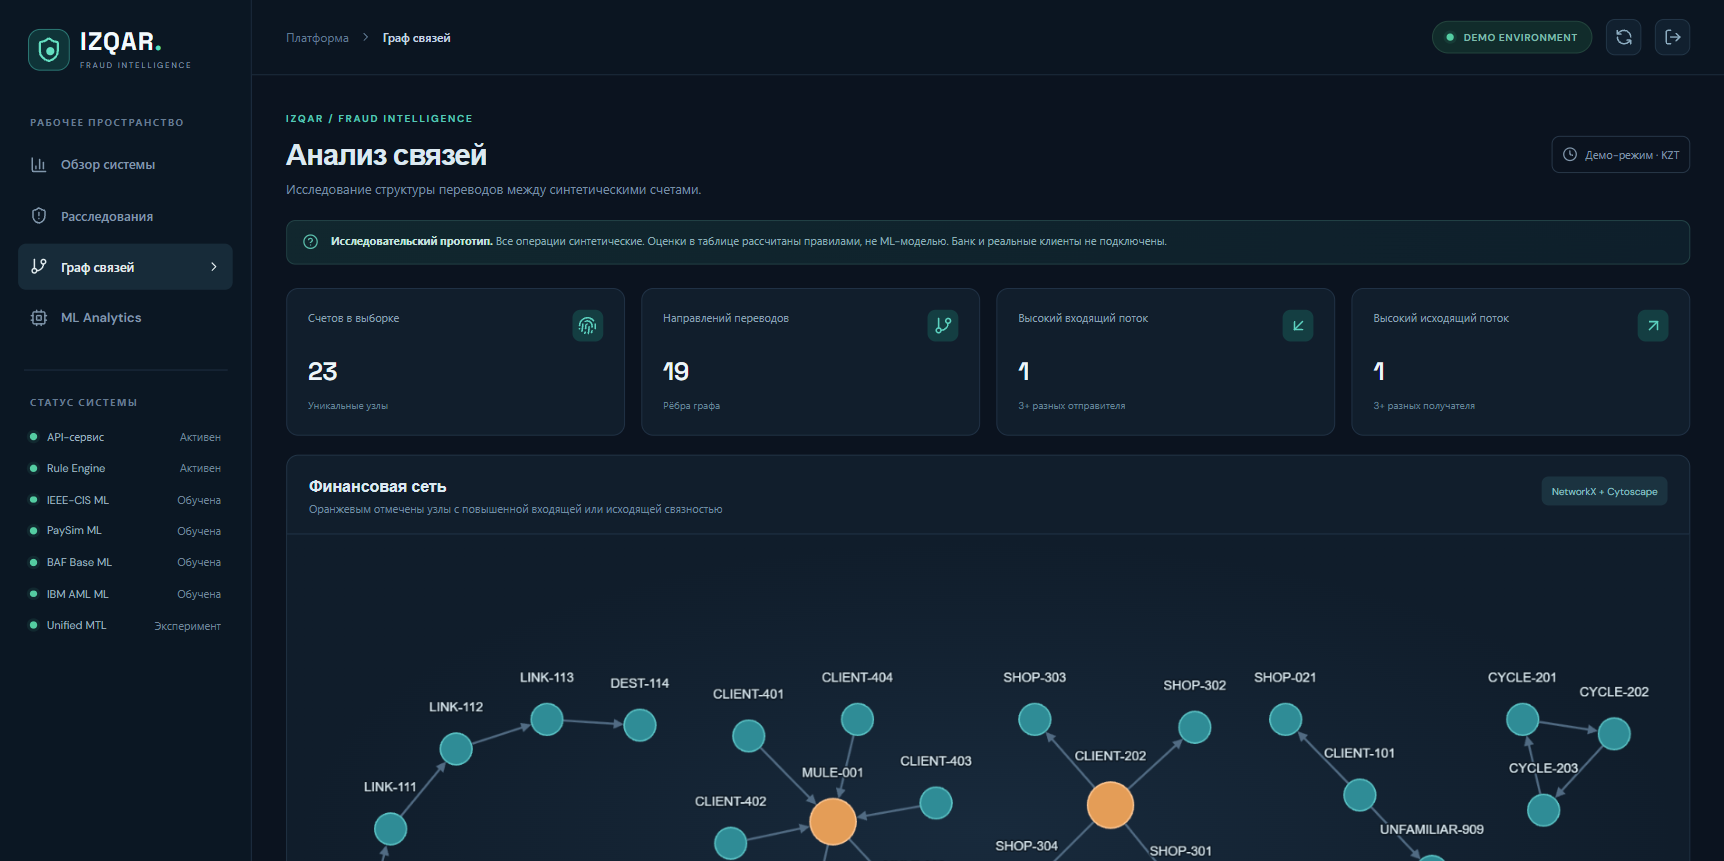 IZQAR.
FRAUD INTELLIGENCE
РАБОЧЕЕ ПРОСТРАНСТВО
Обзор системы
Расследования
Граф связей
ML Analytics
СТАТУС СИСТЕМЫ
API-сервис Активен
Rule Engine Активен
IEEE-CIS ML Обучена
PaySim ML Обучена
BAF Base ML Обучена
IBM AML ML Обучена
Unified MTL Эксперимент
Платформа > Граф связей
DEMO ENVIRONMENT
IZQAR / FRAUD INTELLIGENCE
Анализ связей
Исследование структуры переводов между синтетическими счетами.
Демо-режим · KZT
Исследовательский прототип. Все операции синтетические. Оценки в таблице рассчитаны правилами, не ML-моделью. Банк и реальные клиенты не подключены.
Счетов в выборке
23
Уникальные узлы
Направлений переводов
19
Рёбра графа
Высокий входящий поток
1
3+ разных отправителя
Высокий исходящий поток
1
3+ разных получателя
Финансовая сеть
Оранжевым отмечены узлы с повышенной входящей или исходящей связностью
NetworkX + Cytoscape
LINK-113
DEST-114
LINK-112
LINK-111
CLIENT-401
CLIENT-404
MULE-001
CLIENT-403
CLIENT-402
SHOP-303
SHOP-302
CLIENT-202
SHOP-304
SHOP-301
SHOP-021
CLIENT-101
UNFAMILIAR-909
CYCLE-201
CYCLE-202
CYCLE-203